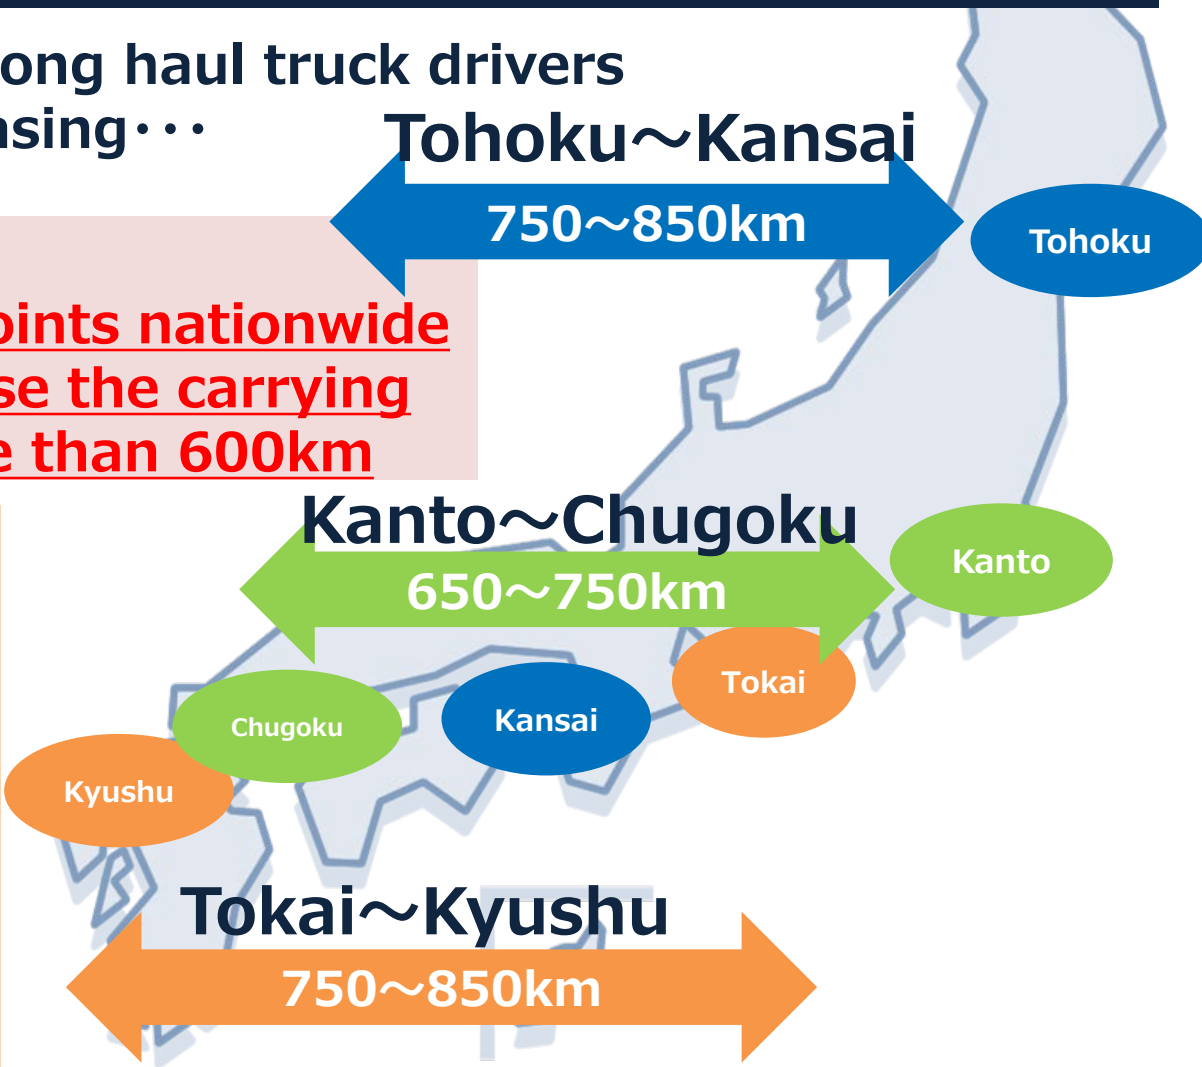 ong haul truck drivers
nsing･･･
Tohoku～Kansai
750～850km
Tohoku
oints nationwide
se the carrying
e than 600km
Kanto～Chugoku
650～750km
Kanto
Tokai
Kansai
Chugoku
Kyushu
Tokai～Kyushu
750～850km